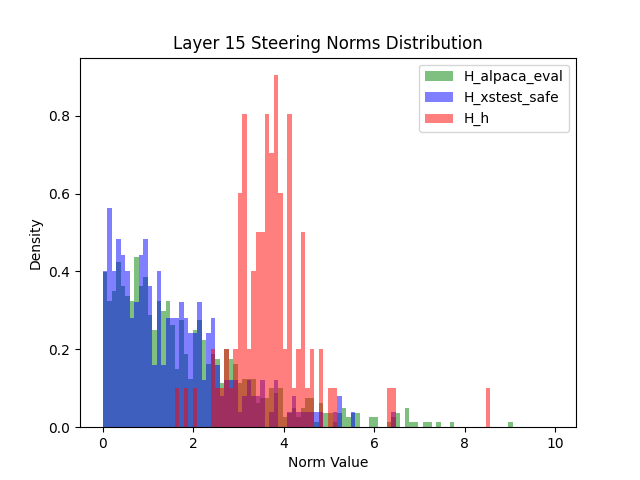 Layer 15 Steering Norms Distribution
H_alpaca_eval
H_xstest_safe
H_h
0.8
0.6
0.4
0.2
0.0
Density
0 2 4 6 8 10
Norm Value